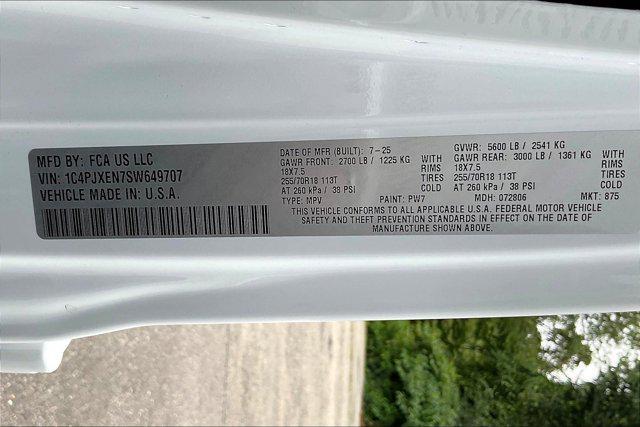 MFD BY: FCA US LLC
VIN: 1C4PJXEN7SW649707
VEHICLE MADE IN: U.S.A.
DATE OF MFR (BUILT): 7-25
GAWR FRONT: 2700 LB / 1225 KG WITH
18X7.5 RIMS
255/70R18 113T TIRES
AT 260 kPa / 38 PSI COLD
GVWR: 5600 LB / 2541 KG
GAWR REAR: 3000 LB / 1361 KG WITH
18X7.5 RIMS
255/70R18 113T TIRES
AT 260 kPa / 38 PSI COLD
TYPE: MPV PAINT: PW7 MDH: 072806 MKT: 875
THIS VEHICLE CONFORMS TO ALL APPLICABLE U.S.A. FEDERAL MOTOR VEHICLE
SAFETY AND THEFT PREVENTION STANDARDS IN EFFECT ON THE DATE OF
MANUFACTURE SHOWN ABOVE.